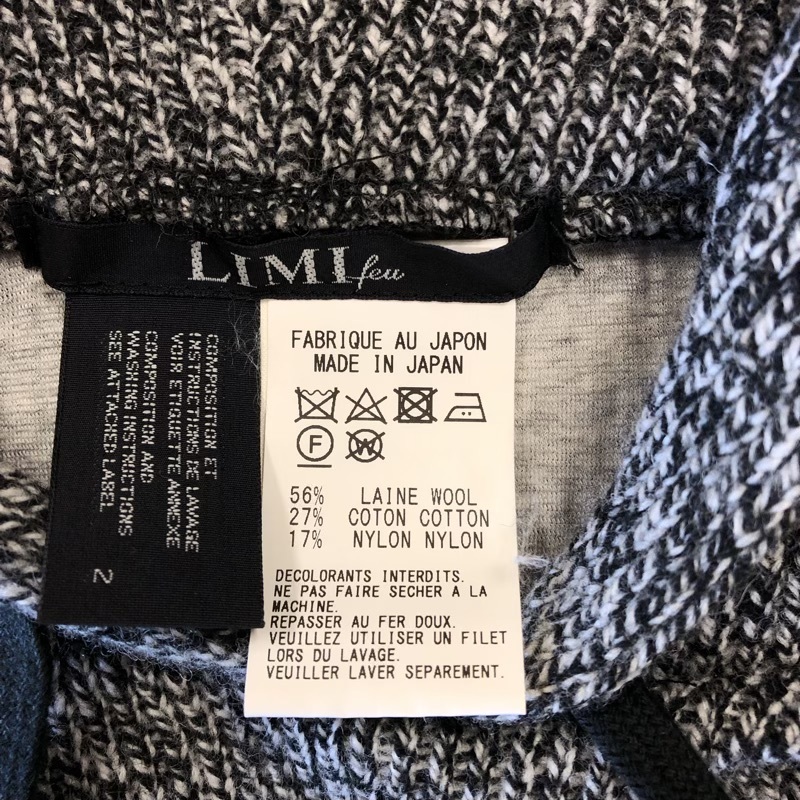 LIMI feu
COMPOSITION ET
INSTRUCTIONS DE LAVAGE
VOIR ETIQUETTE ANNEXE
COMPOSITION AND
WASHING INSTRUCTIONS
SEE ATTACHED LABEL
2
FABRIQUE AU JAPON
MADE IN JAPAN
F W
56% LAINE WOOL
27% COTON COTTON
17% NYLON NYLON
DECOLORANTS INTERDITS.
NE PAS FAIRE SECHER A LA
MACHINE.
REPASSER AU FER DOUX.
VEUILLEZ UTILISER UN FILET
LORS DU LAVAGE.
VEUILLER LAVER SEPAREMENT.